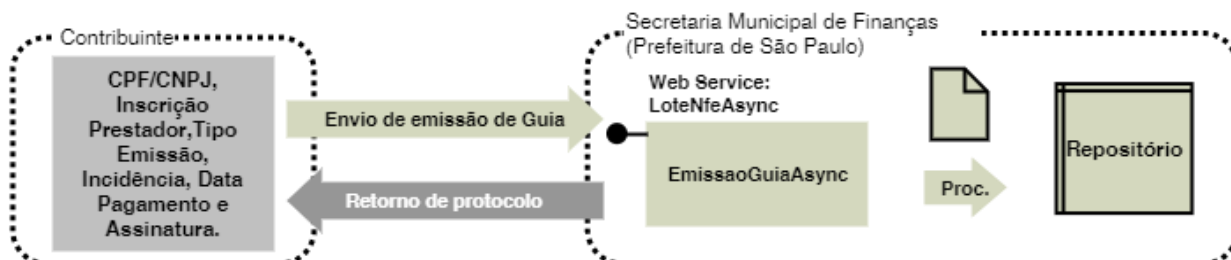 Contribuinte
CPF/CNPJ,
Inscrição
Prestador,Tipo
Emissão,
Incidência, Data
Pagamento e
Assinatura.
Envio de emissão de Guia
Retorno de protocolo
Secretaria Municipal de Finanças
(Prefeitura de São Paulo)
Web Service:
LoteNfeAsync
EmissaoGuiaAsync
Proc.
Repositório